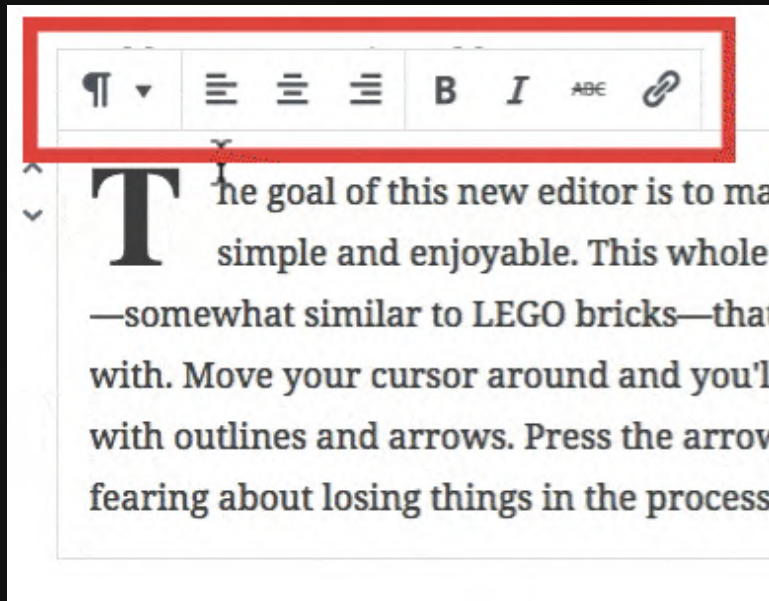 ¶ B I ABC
The goal of this new editor is to ma
simple and enjoyable. This whole
—somewhat similar to LEGO bricks—that
with. Move your cursor around and you'l
with outlines and arrows. Press the arrow
fearing about losing things in the process